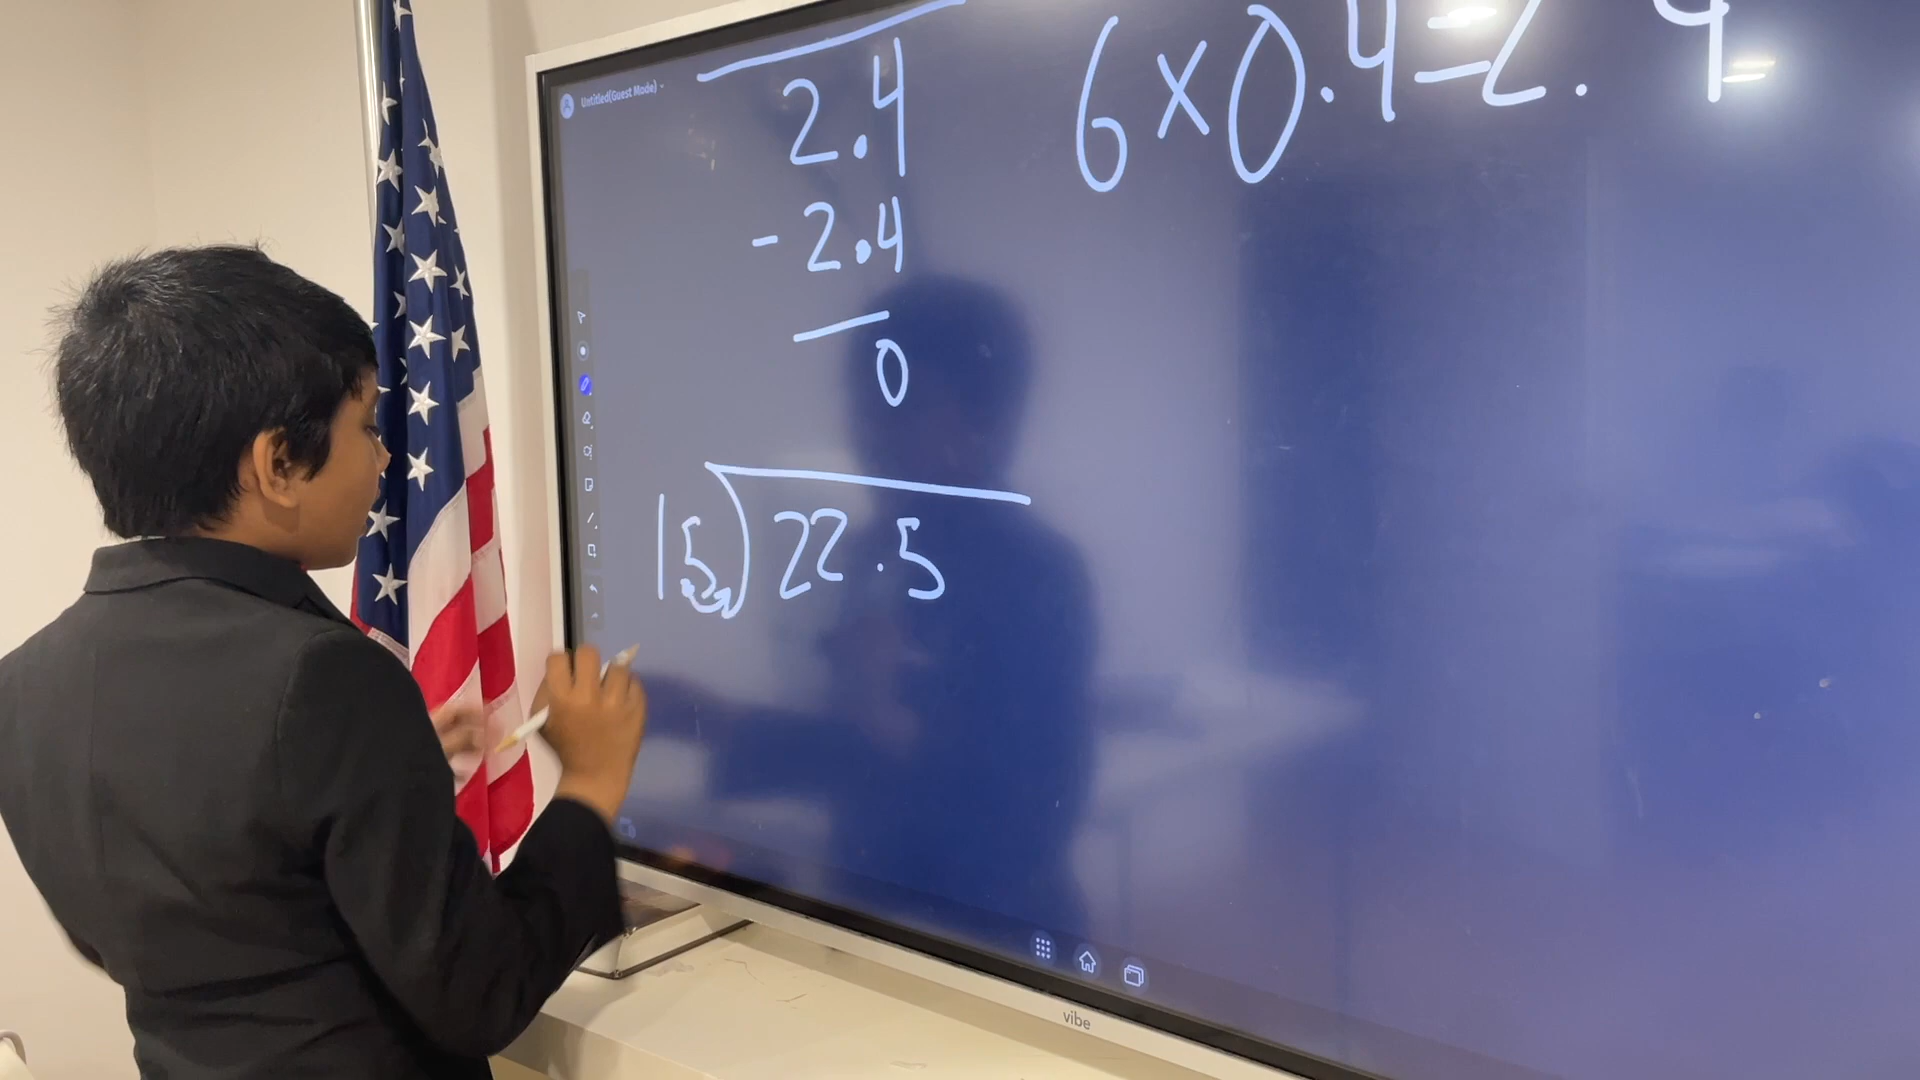 Untitled(Guest Mode)
2.4
- 2.4
0
6 x 0.4 = 2.4
15) 22.5
vibe